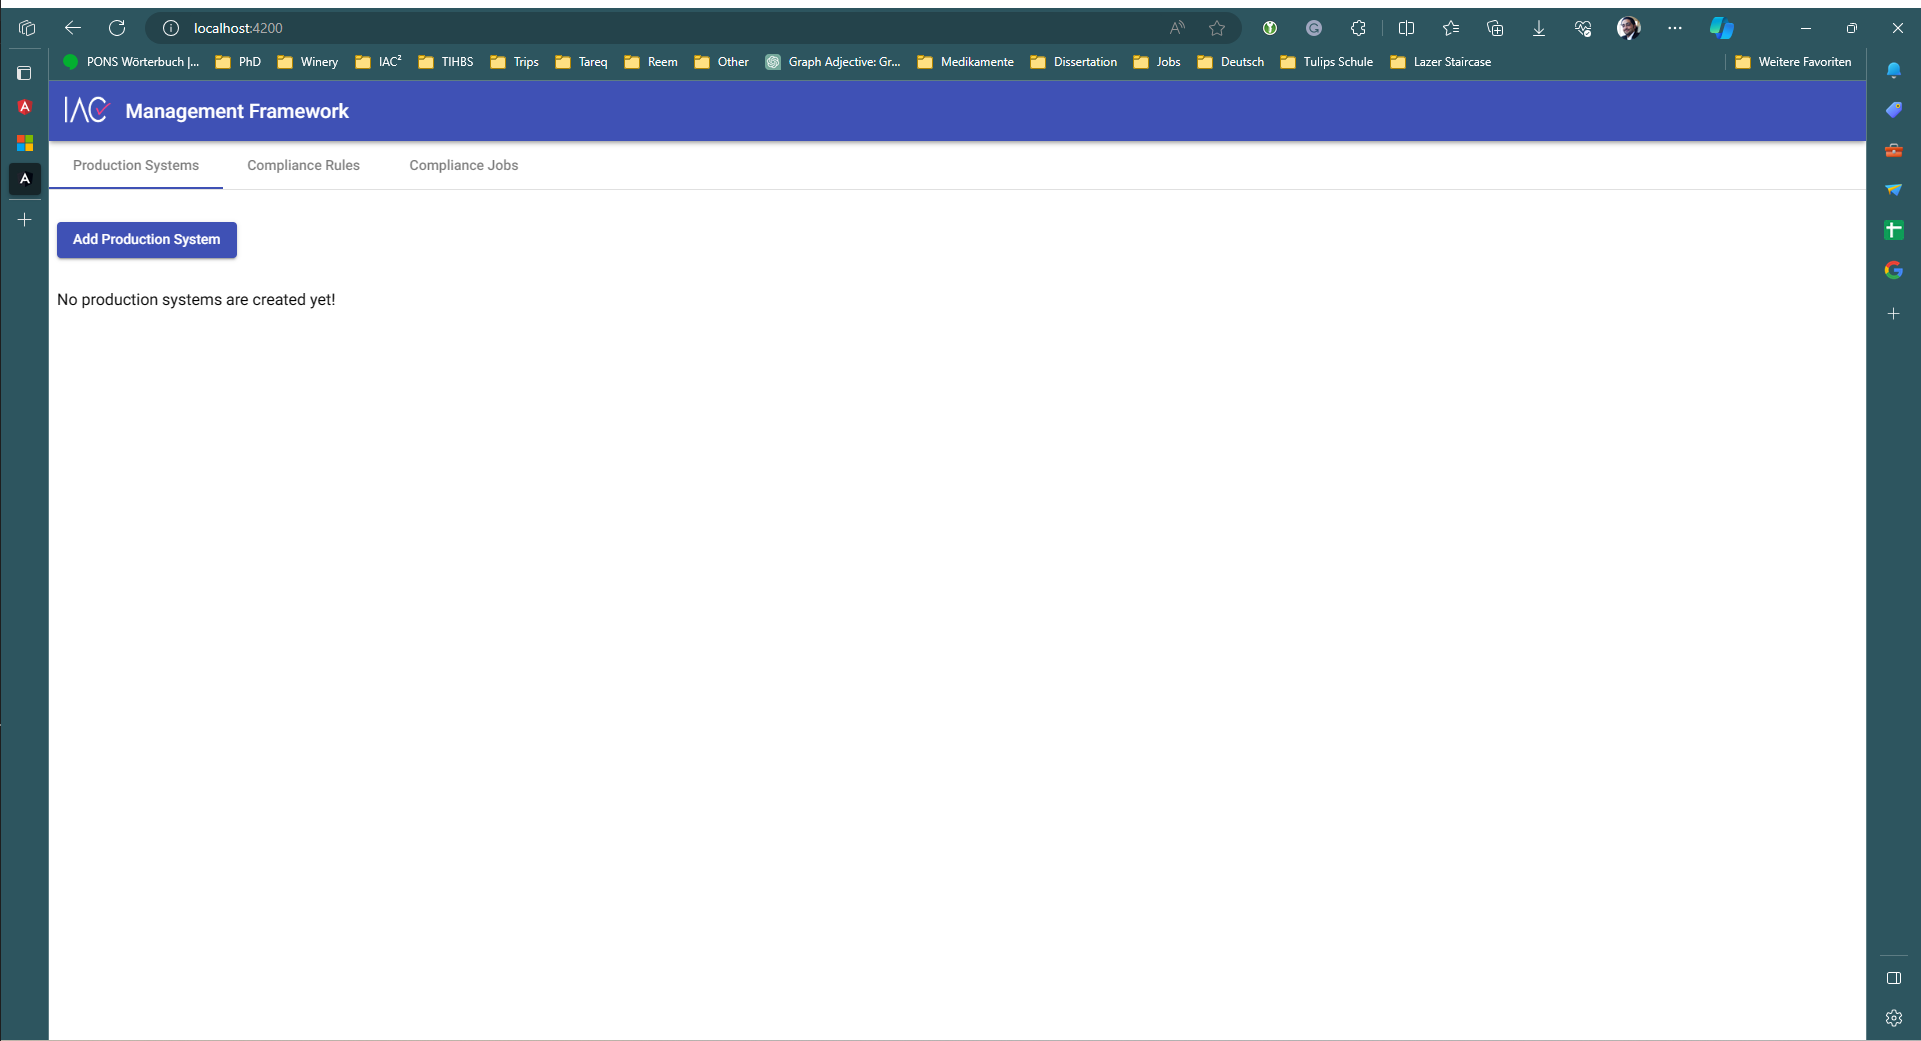 localhost:4200
PONS Wörterbuch |... PhD Winery IAC² TIHBS Trips Tareq Reem Other Graph Adjective: Gr... Medikamente Dissertation Jobs Deutsch Tulips Schule Lazer Staircase Weitere Favoriten
IAC Management Framework
Production Systems Compliance Rules Compliance Jobs
Add Production System
No production systems are created yet!